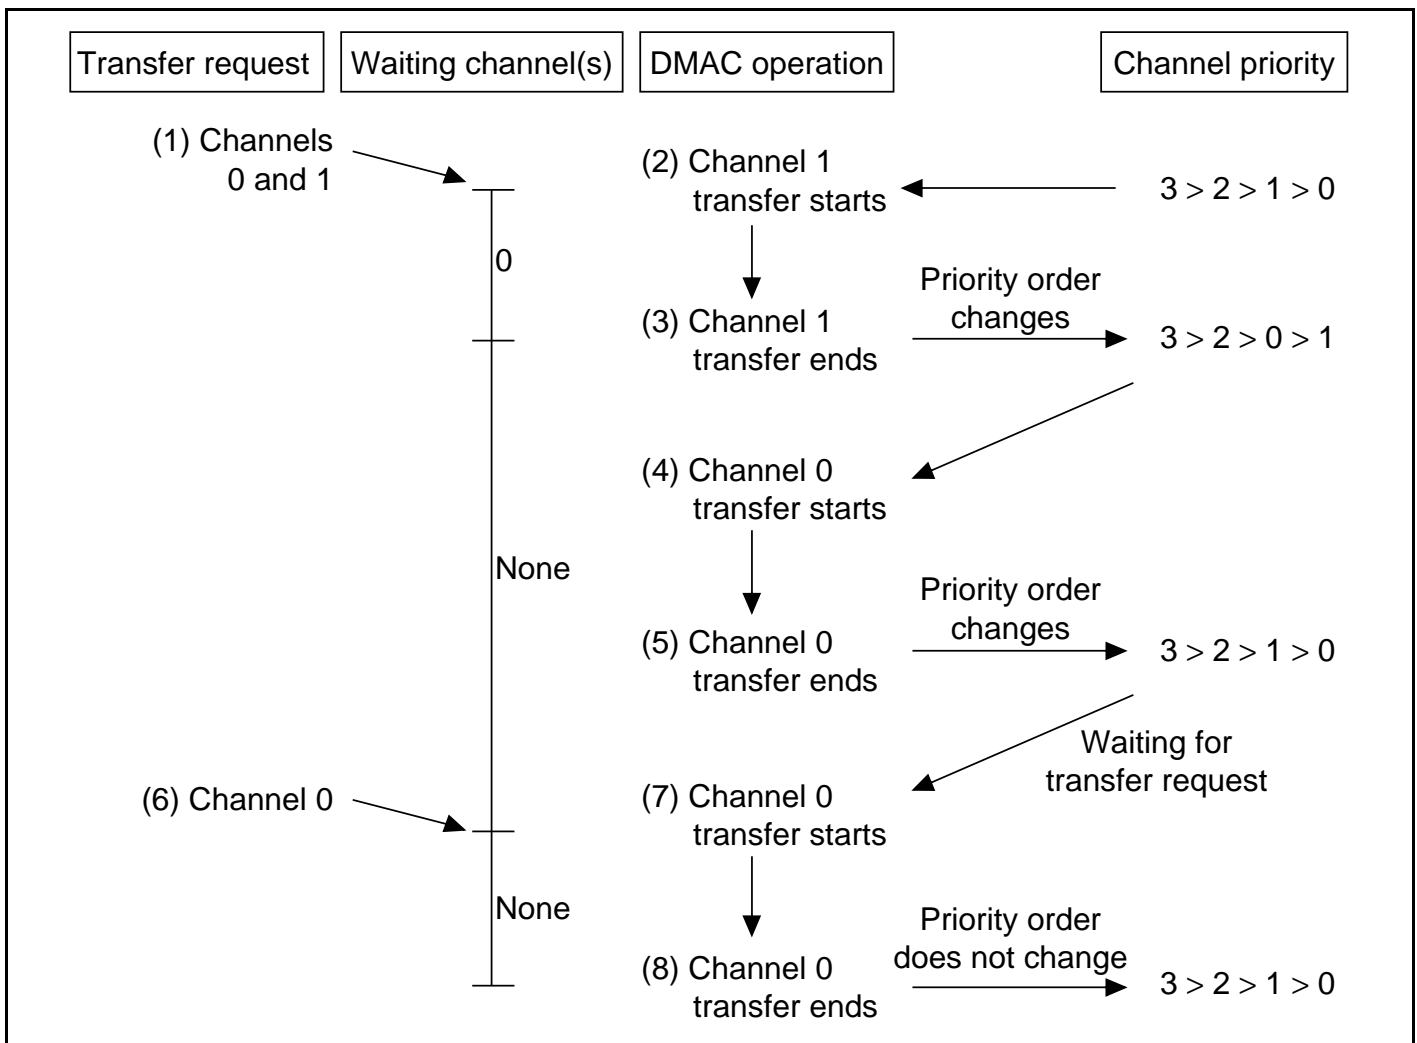 Transfer request
Waiting channel(s)
DMAC operation
Channel priority
(1) Channels
0 and 1
(2) Channel 1
transfer starts
3 > 2 > 1 > 0
0
Priority order
changes
(3) Channel 1
transfer ends
3 > 2 > 0 > 1
(4) Channel 0
transfer starts
None
Priority order
changes
(5) Channel 0
transfer ends
3 > 2 > 1 > 0
Waiting for
transfer request
(6) Channel 0
(7) Channel 0
transfer starts
None
Priority order
does not change
(8) Channel 0
transfer ends
3 > 2 > 1 > 0